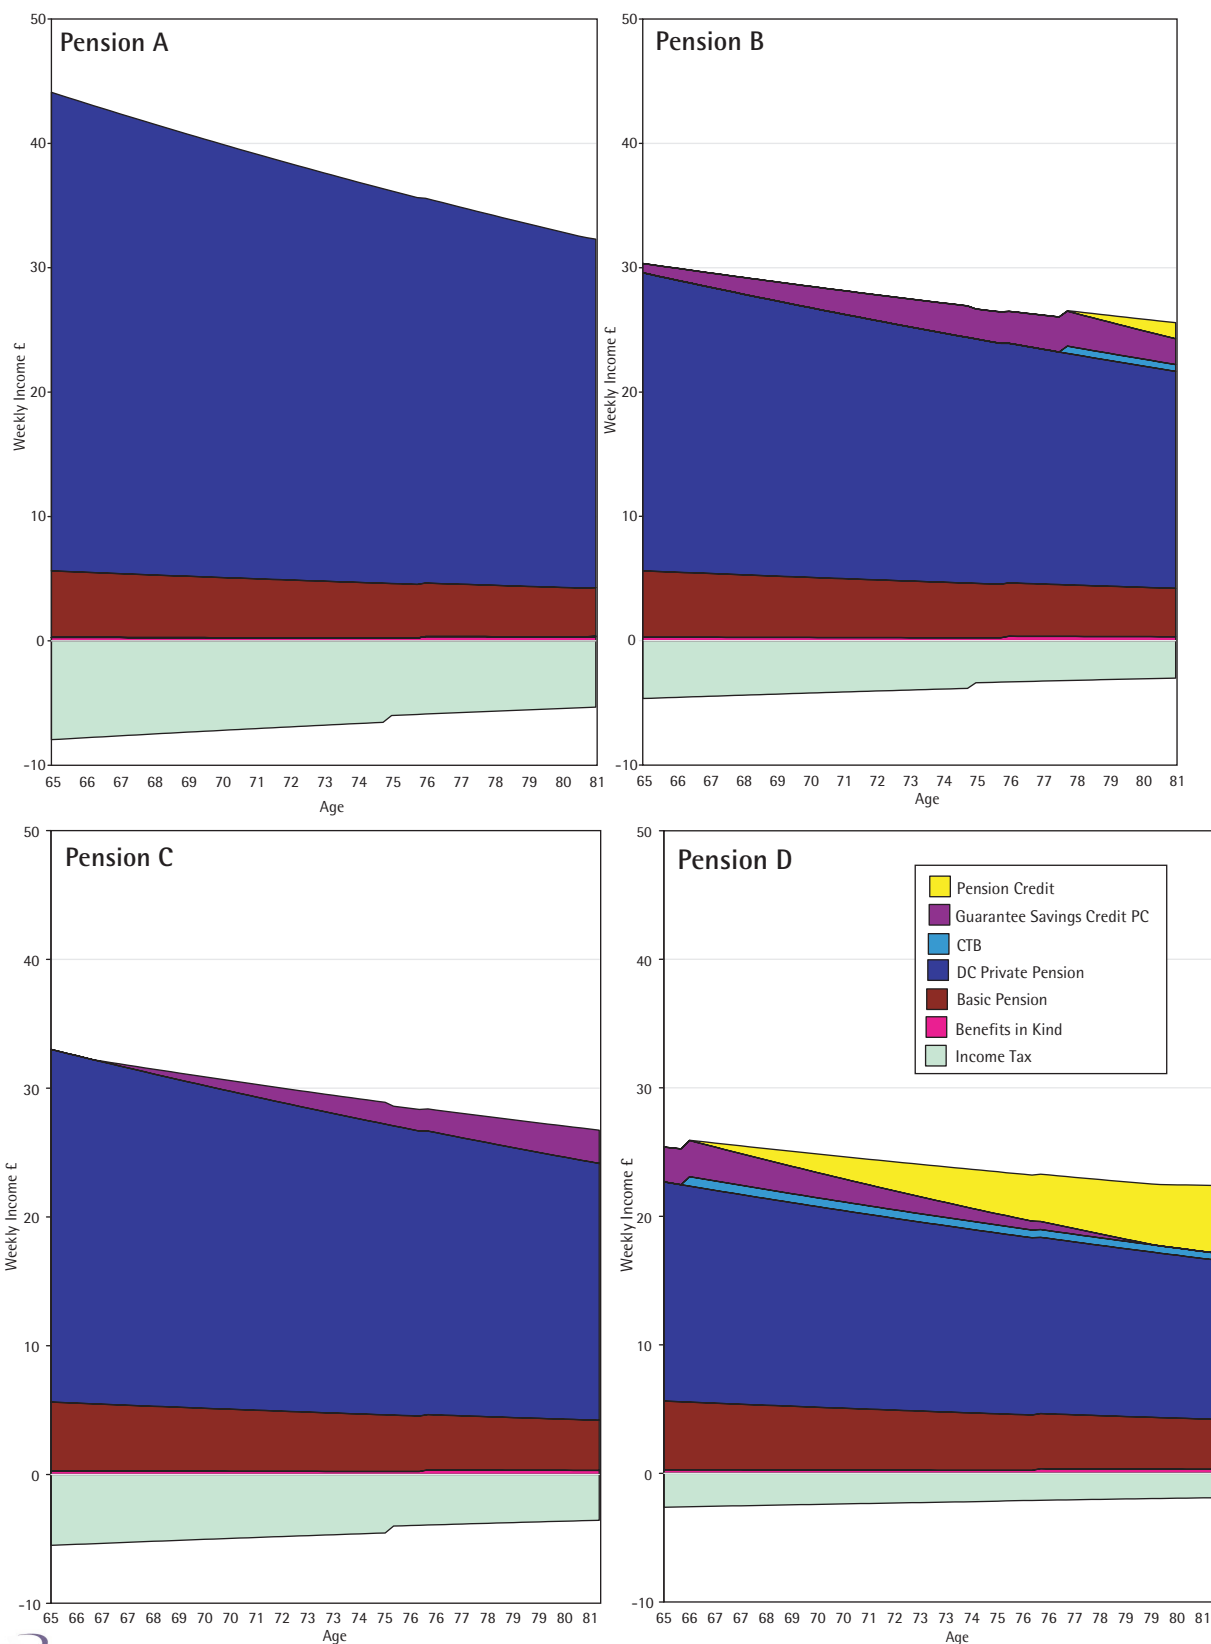 Pension A
50
40
30
20
10
0
-10
Weekly Income £
65 66 67 68 69 70 70 71 72 73 74 75 76 76 77 78 79 80 81
Age
Pension B
50
40
30
20
10
0
-10
Weekly Income £
65 66 67 68 69 70 70 71 72 73 74 75 76 77 78 80 81
Age
Pension C
50
40
30
20
10
0
-10
Weekly Income £
65 66 67 67 68 69 70 70 71 72 73 73 74 75 76 76 77 78 79 79 80 81
Age
Pension D
50
40
30
20
10
0
-10
Weekly Income £
Pension Credit
Guarantee Savings Credit PC
CTB
DC Private Pension
Basic Pension
Benefits in Kind
Income Tax
65 66 67 68 69 70 70 71 72 73 73 74 75 76 76 77 78 79 80 81
Age